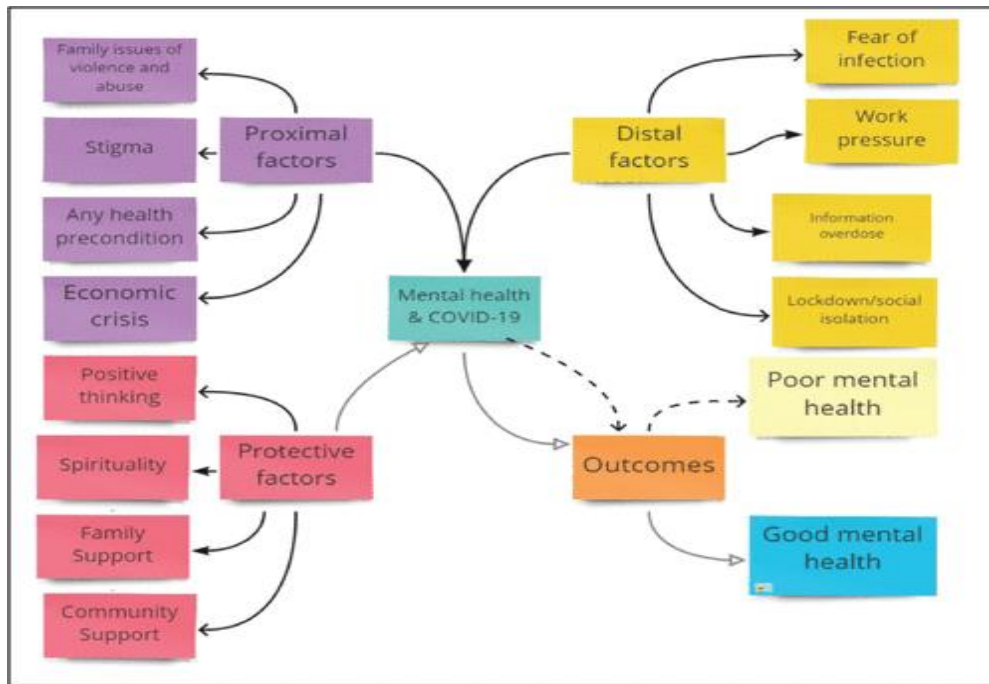 Family issues of
violence and
abuse
Stigma
Any health
precondition
Economic
crisis
Proximal
factors
Positive
thinking
Spirituality
Family
Support
Community
Support
Protective
factors
Mental health
& COVID-19
Distal
factors
Fear of
infection
Work
pressure
Information
overdose
Lockdown/social
isolation
Outcomes
Poor mental
health
Good mental
health